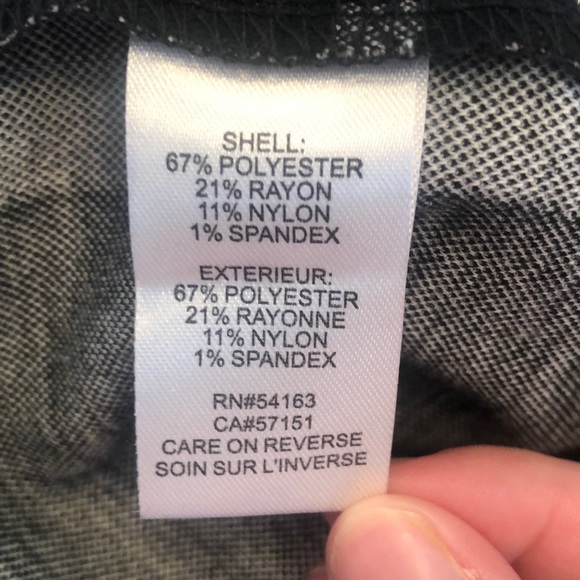 SHELL:
67% POLYESTER
21% RAYON
11% NYLON
1% SPANDEX
EXTERIEUR:
67% POLYESTER
21% RAYONNE
11% NYLON
1% SPANDEX
RN#54163
CA#57151
CARE ON REVERSE
SOIN SUR L'INVERSE